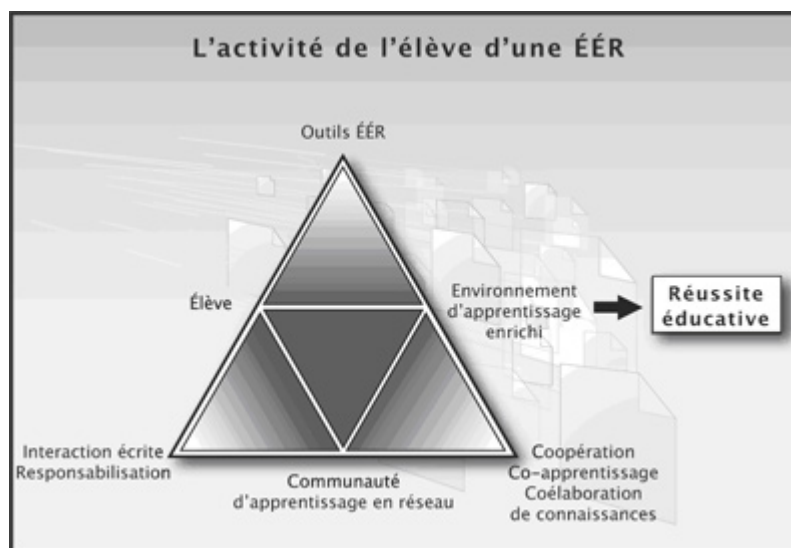 L'activité de l'élève d'une ÉÉR
Outils ÉÉR
Élève
Environnement
d'apprentissage
enrichi
Réussite
éducative
Interaction écrite
Responsabilisation
Communauté
d'apprentissage en réseau
Coopération
Co-apprentissage
Coélaboration
de connaissances